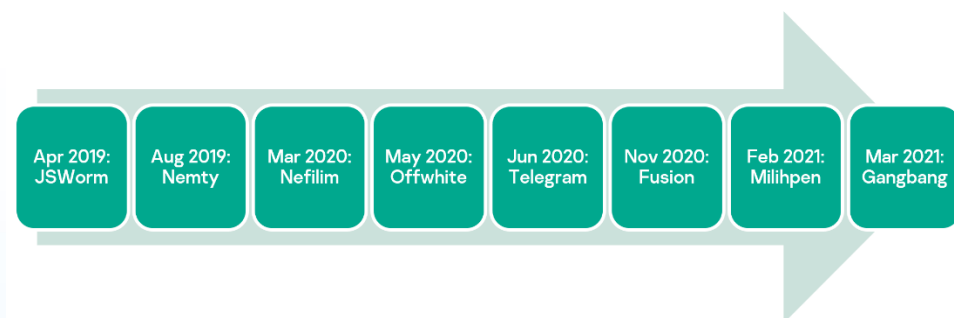 Apr 2019:
JSWorm
Aug 2019:
Nemty
Mar 2020:
Nefilim
May 2020:
Offwhite
Jun 2020:
Telegram
Nov 2020:
Fusion
Feb 2021:
Milihpen
Mar 2021:
Gangbang